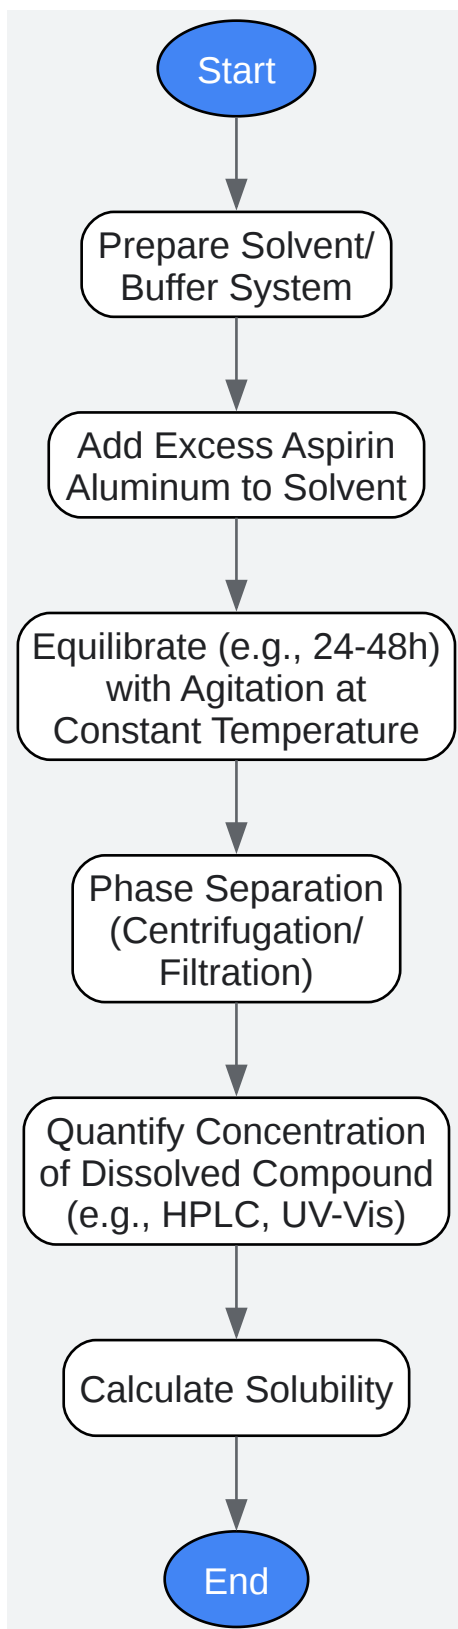 Start
Prepare Solvent/
Buffer System
Add Excess Aspirin
Aluminum to Solvent
Equilibrate (e.g., 24-48h)
with Agitation at
Constant Temperature
Phase Separation
(Centrifugation/
Filtration)
Quantify Concentration
of Dissolved Compound
(e.g., HPLC, UV-Vis)
Calculate Solubility
End